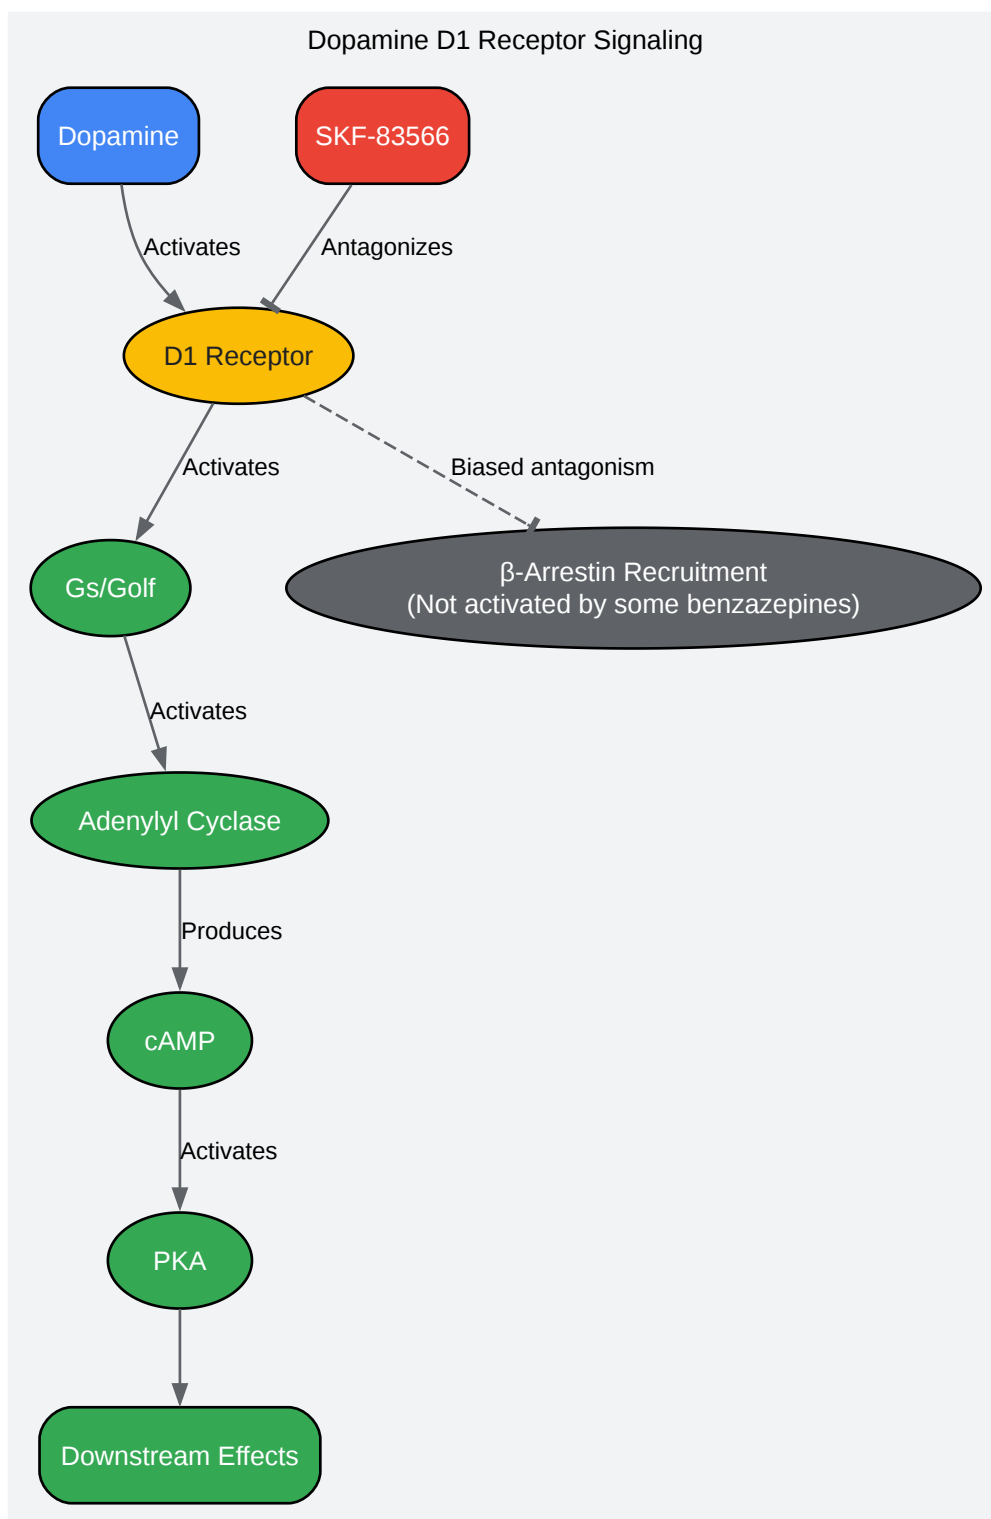 Dopamine D1 Receptor Signaling
Dopamine
SKF-83566
Activates
Antagonizes
D1 Receptor
Activates
Biased antagonism
Gs/Golf
β-Arrestin Recruitment
(Not activated by some benzazepines)
Activates
Adenylyl Cyclase
Produces
cAMP
Activates
PKA
Downstream Effects